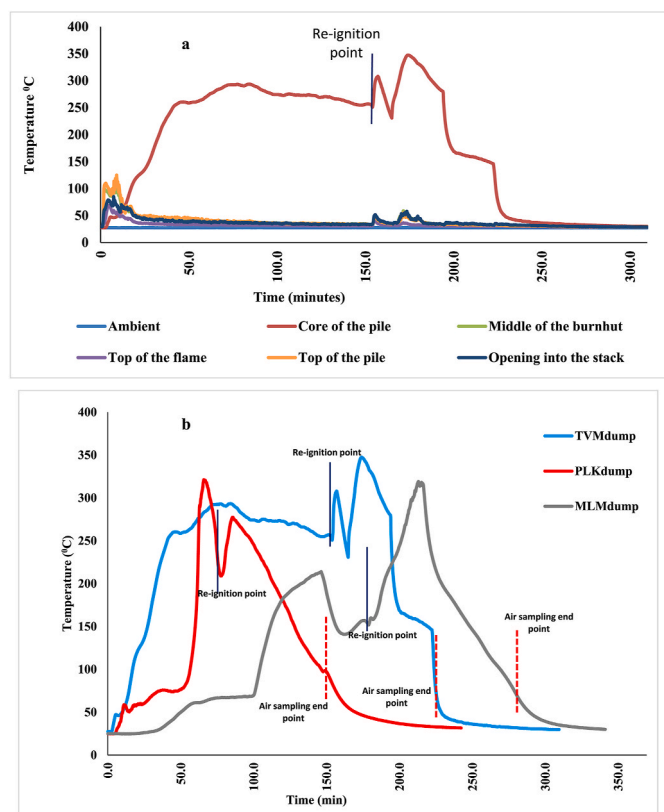 a
Re-ignition
point
400
350
300
250
200
150
100
50
0
Temperature ⁰C
0
50.0
100.0
150.0
200.0
250.0
300.0
Time (minutes)
Ambient
Core of the pile
Middle of the burnhut
Top of the flame
Top of the pile
Opening into the stack
b
400
350
300
250
200
150
100
50
0
Temperature (⁰C)
TVMdump
PLKdump
MLMdump
Re-ignition point
Re-ignition point
Re-ignition point
Air sampling end
point
Air sampling end
point
Air sampling end
point
0.0
50.0
100.0
150.0
200.0
250.0
300.0
350.0
400.0
Time (min)